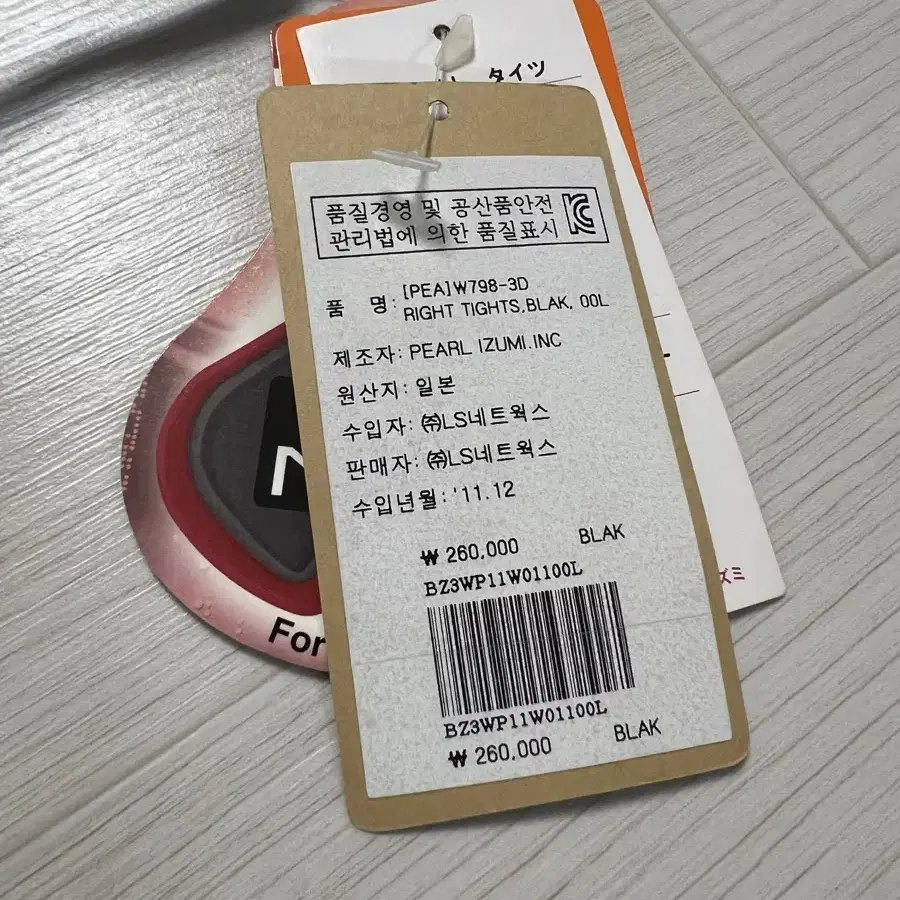 タイツ
품질경영 및 공산품안전
관리법에 의한 품질표시
품 명: [PEA]W798-3D
RIGHT TIGHTS,BLAK, 00L
제조자: PEARL IZUMI.INC
원산지: 일본
수입자: ㈜LS네트웍스
판매자: ㈜LS네트웍스
수입년월: '11.12
₩ 260,000 BLAK
BZ3WP11W01100L
BZ3WP11W01100L
₩ 260,000 BLAK
For
ズミ